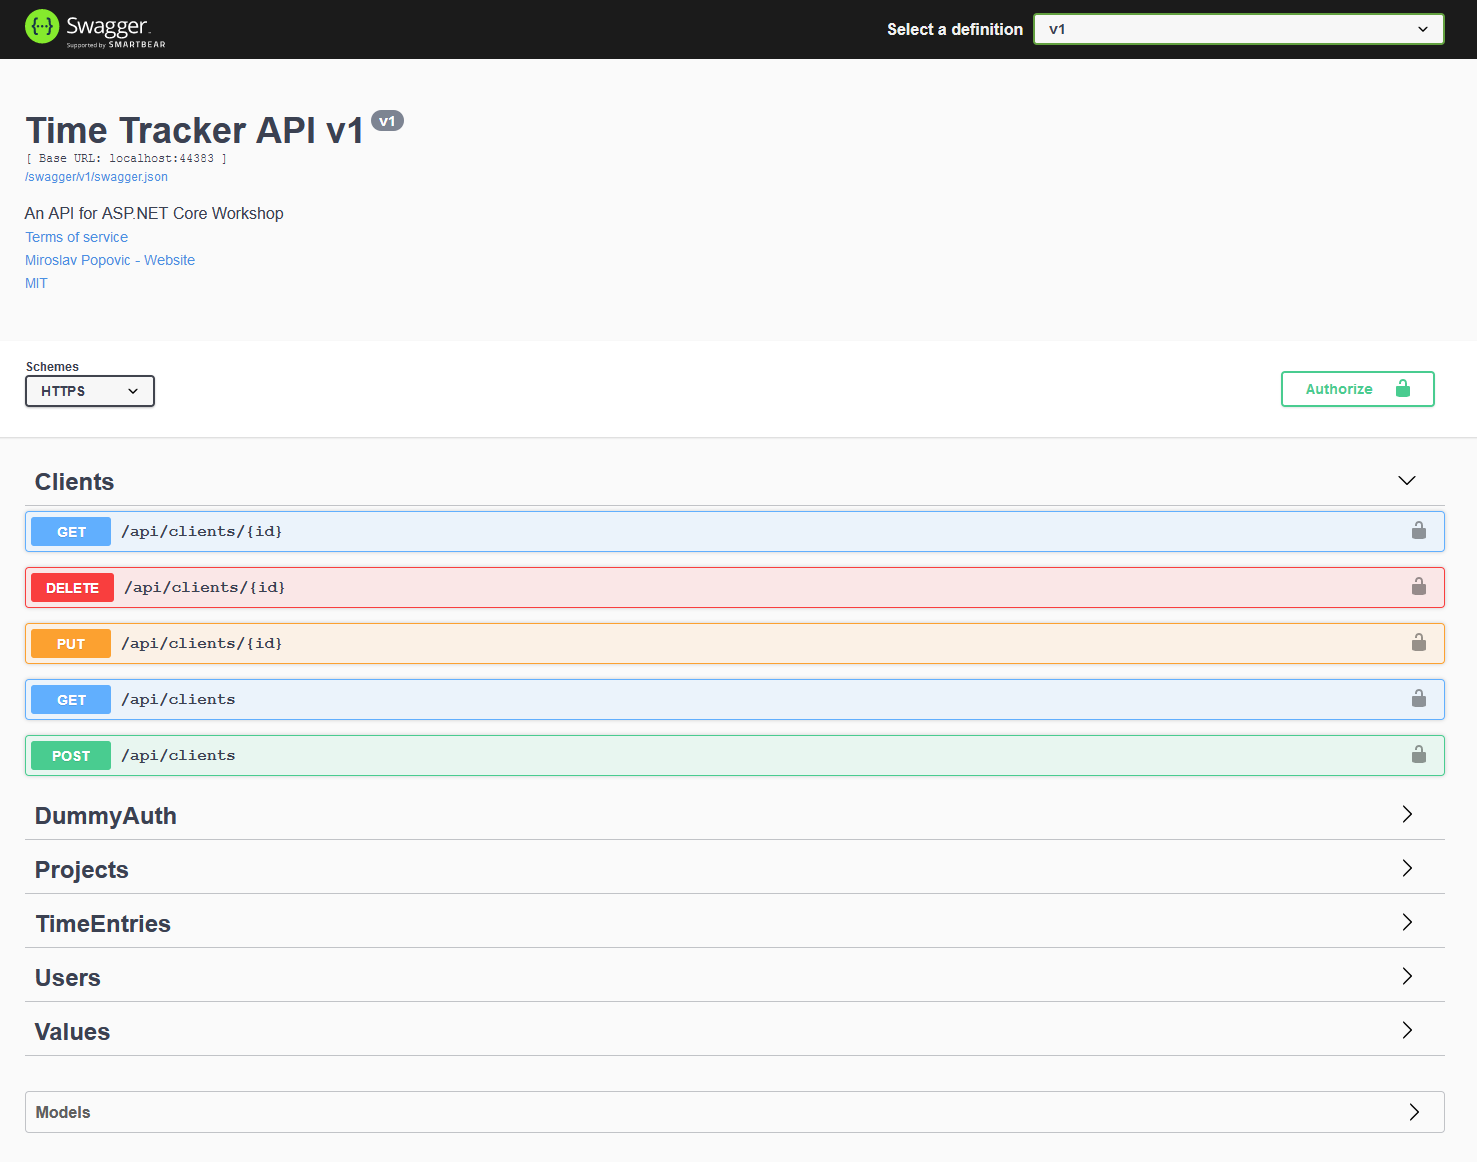 Swagger
Supported by SMARTBEAR
Select a definition
v1
Time Tracker API v1 v1
[ Base URL: localhost:44383 ]
/swagger/v1/swagger.json
An API for ASP.NET Core Workshop
Terms of service
Miroslav Popovic - Website
MIT
Schemes
HTTPS
Authorize
Clients
GET /api/clients/{id}
DELETE /api/clients/{id}
PUT /api/clients/{id}
GET /api/clients
POST /api/clients
DummyAuth
Projects
TimeEntries
Users
Values
Models